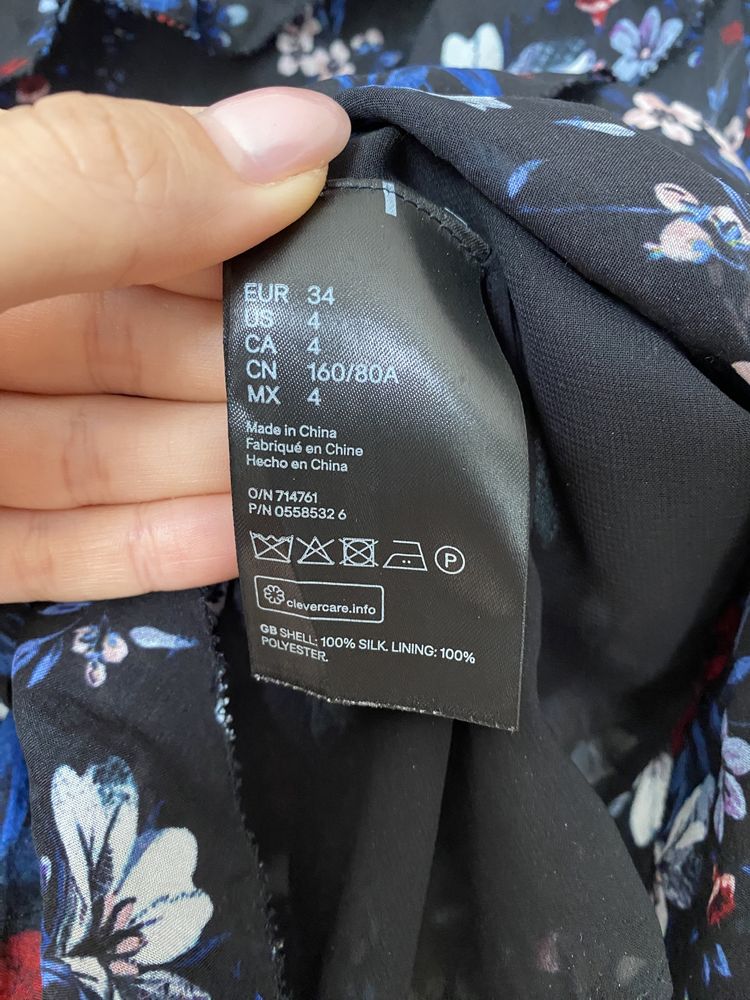 EUR 34
US 4
CA 4
CN 160/80A
MX 4
Made in China
Fabriqué en Chine
Hecho en China
O/N 714761
P/N 0558532 6
P
clevercare.info
GB SHELL: 100% SILK. LINING: 100%
POLYESTER.